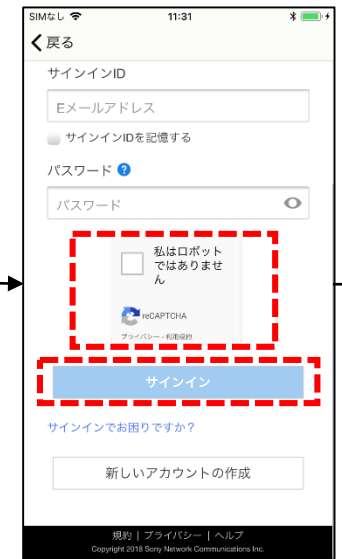 SIMなし 11:31
戻る
サインインID
Eメールアドレス
サインインIDを記憶する
パスワード ?
パスワード
私はロボット
ではありませ
ん
reCAPTCHA
プライバシー - 利用規約
サインイン
サインインでお困りですか？
新しいアカウントの作成
規約 | プライバシー | ヘルプ
Copyright 2018 Sony Network Communications Inc.